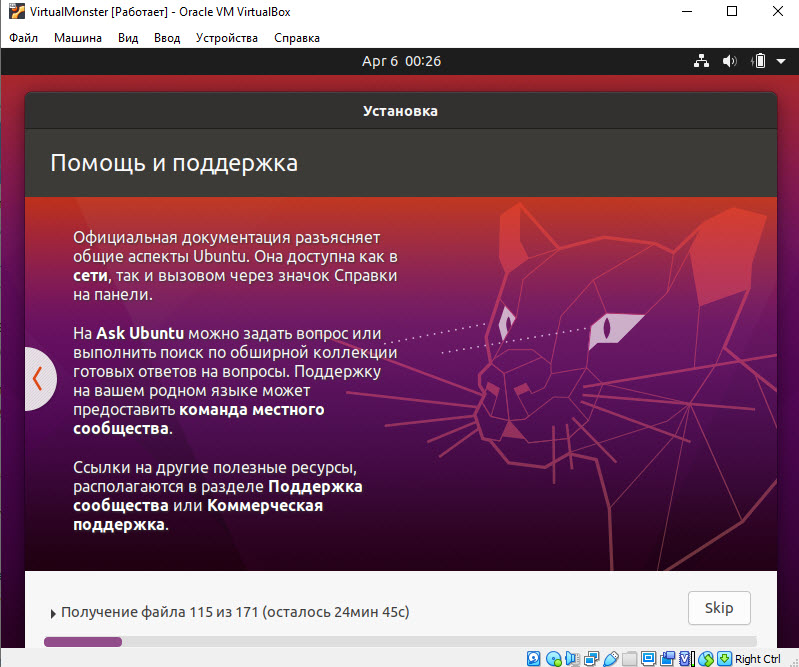 VirtualMonster [Работает] - Oracle VM VirtualBox
Файл Машина Вид Ввод Устройства Справка
Apr 6 00:26
Установка
Помощь и поддержка
Официальная документация разъясняет
общие аспекты Ubuntu. Она доступна как в
сети, так и вызовом через значок Справки
на панели.
На Ask Ubuntu можно задать вопрос или
выполнить поиск по обширной коллекции
готовых ответов на вопросы. Поддержку
на вашем родном языке может
предоставить команда местного
сообщества.
Ссылки на другие полезные ресурсы,
располагаются в разделе Поддержка
сообщества или Коммерческая
поддержка.
Получение файла 115 из 171 (осталось 24мин 45с)
Skip
Right Ctrl